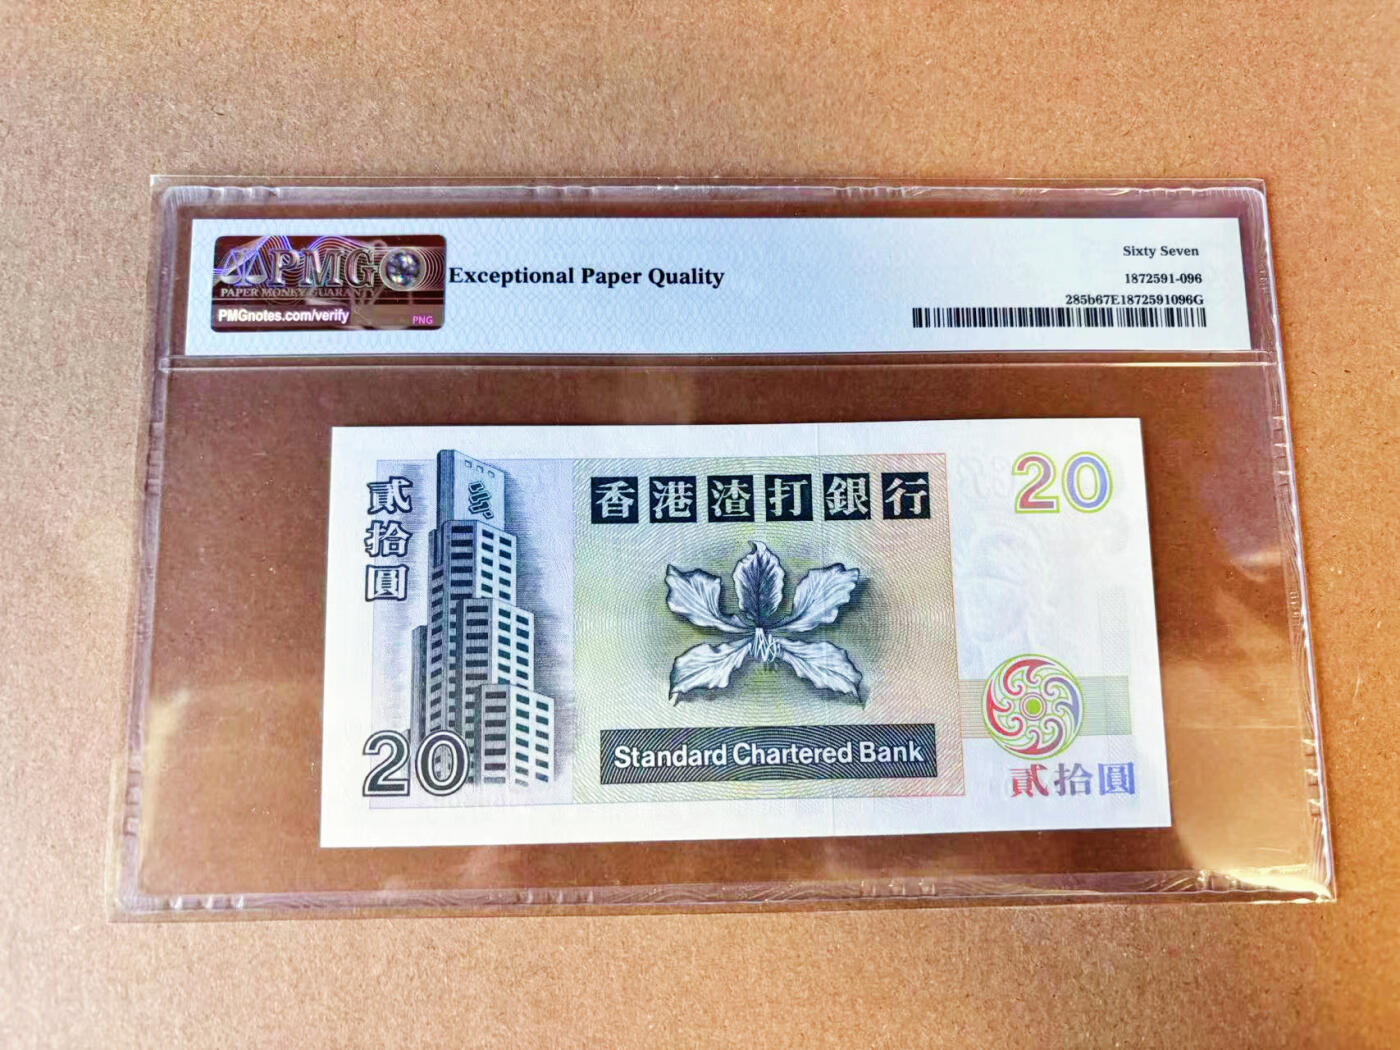 PMG
PAPER MONEY GUARANTY
PMGnotes.com/verify
PNG
Exceptional Paper Quality
Sixty Seven
1872591-096
285b67E1872591096G
貳拾圓
香港渣打銀行
20
Standard Chartered Bank
20
貳拾圓